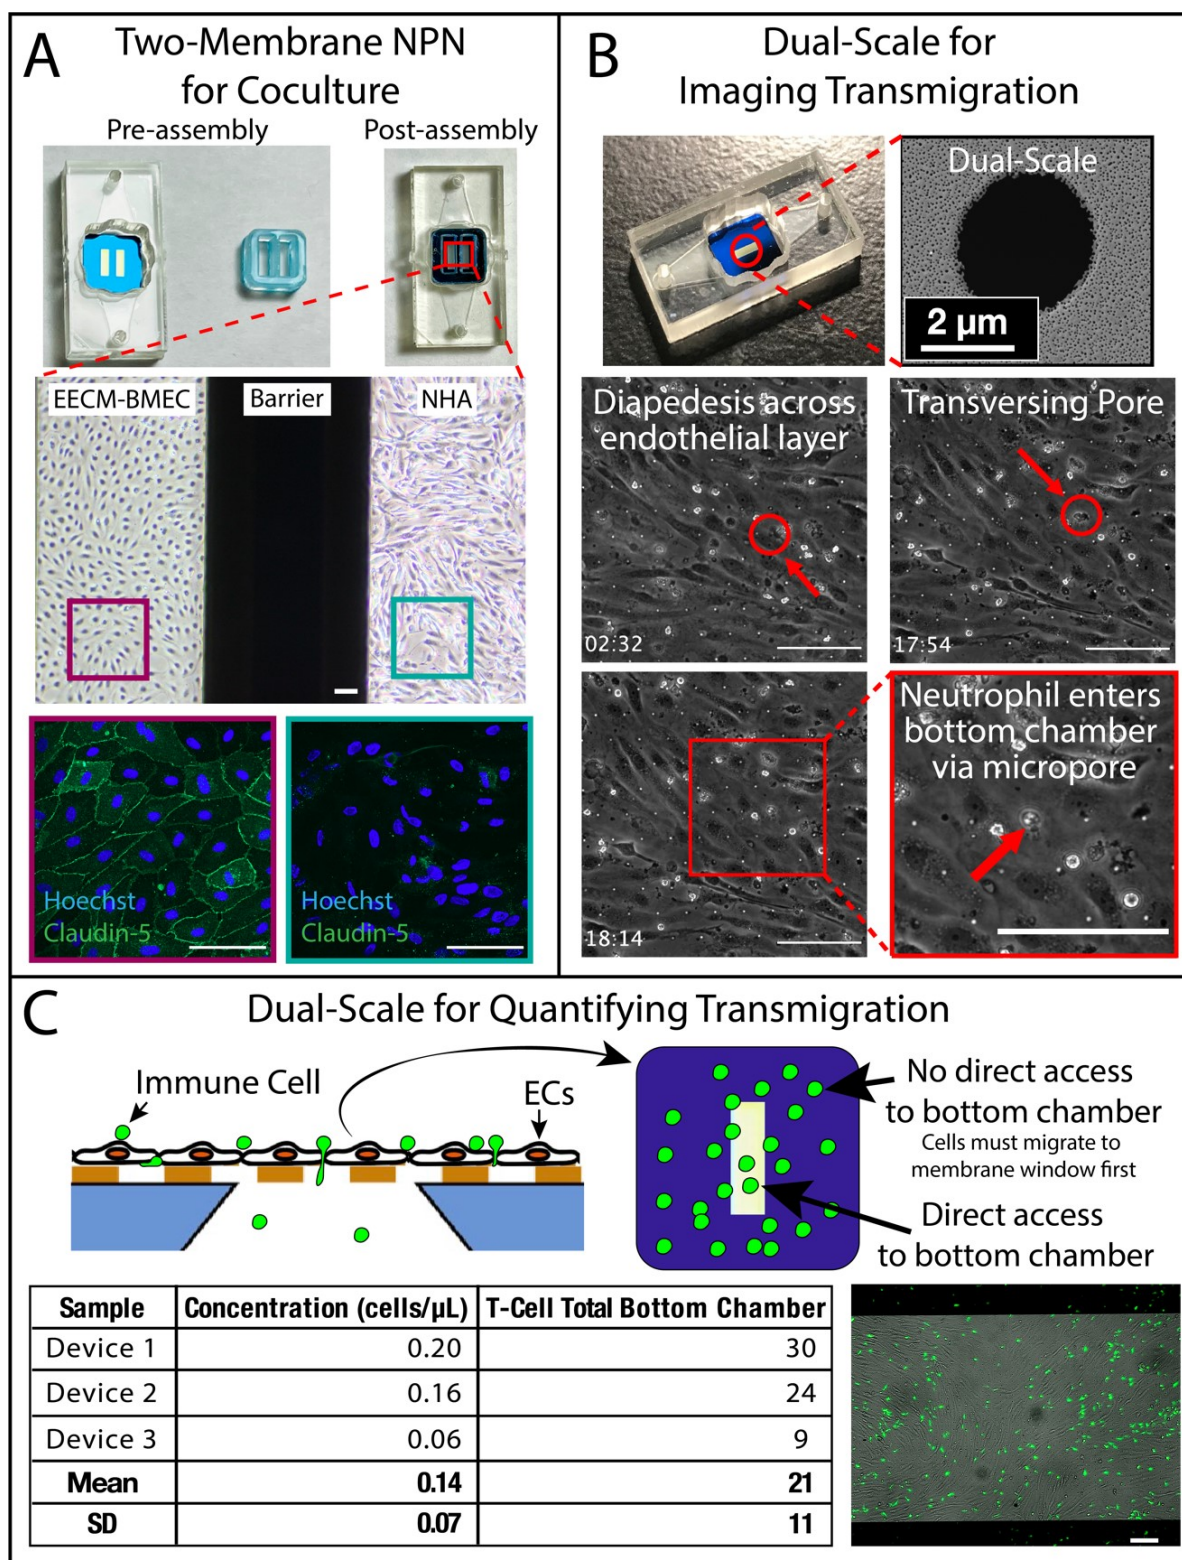 A
Two-Membrane NPN
for Coculture
Pre-assembly
Post-assembly
EECM-BMEC
Barrier
NHA
Hoechst
Claudin-5
Hoechst
Claudin-5
B
Dual-Scale for
Imaging Transmigration
Dual-Scale
2 μm
Diapedesis across
endothelial layer
02:32
Transversing Pore
17:54
18:14
Neutrophil enters
bottom chamber
via micropore
C
Dual-Scale for Quantifying Transmigration
Immune Cell
ECs
No direct access
to bottom chamber
Cells must migrate to
membrane window first
Direct access
to bottom chamber
Sample Concentration (cells/μL) T-Cell Total Bottom Chamber
Device 1 0.20 30
Device 2 0.16 24
Device 3 0.06 9
Mean 0.14 21
SD 0.07 11